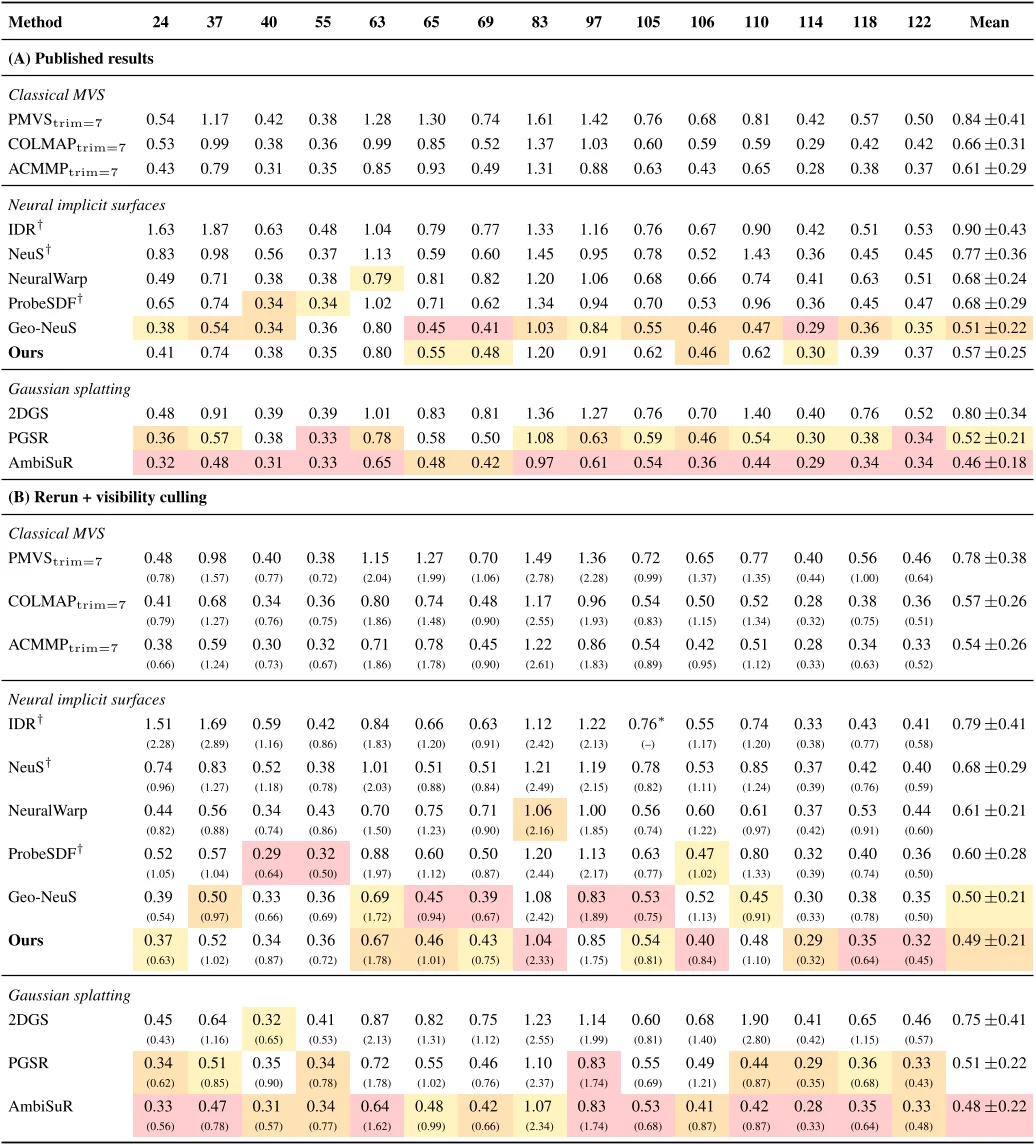 Method 24 37 40 55 63 65 69 83 97 105 106 110 114 118 122 Mean
(A) Published results
Classical MVS
PMVStrim=7 0.54 1.17 0.42 0.38 1.28 1.30 0.74 1.61 1.42 0.76 0.68 0.81 0.42 0.57 0.50 0.84 ±0.41
COLMAPtrim=7 0.53 0.99 0.38 0.36 0.99 0.85 0.52 1.37 1.03 0.60 0.59 0.59 0.29 0.42 0.42 0.66 ±0.31
ACMMPtrim=7 0.43 0.79 0.31 0.35 0.85 0.93 0.49 1.31 0.88 0.63 0.43 0.65 0.28 0.38 0.37 0.61 ±0.29
Neural implicit surfaces
IDR† 1.63 1.87 0.63 0.48 1.04 0.79 0.77 1.33 1.16 0.76 0.67 0.90 0.42 0.51 0.53 0.90 ±0.43
NeuS† 0.83 0.98 0.56 0.37 1.13 0.59 0.60 1.45 0.95 0.78 0.52 1.43 0.36 0.45 0.45 0.77 ±0.36
NeuralWarp 0.49 0.71 0.38 0.38 0.79 0.81 0.82 1.20 1.06 0.68 0.66 0.74 0.41 0.63 0.51 0.68 ±0.24
ProbeSDF† 0.65 0.74 0.34 0.34 1.02 0.71 0.62 1.34 0.94 0.70 0.53 0.96 0.36 0.45 0.47 0.68 ±0.29
Geo-NeuS 0.38 0.54 0.34 0.36 0.80 0.45 0.41 1.03 0.84 0.55 0.46 0.47 0.29 0.36 0.35 0.51 ±0.22
Ours 0.41 0.74 0.38 0.35 0.80 0.55 0.48 1.20 0.91 0.62 0.46 0.62 0.30 0.39 0.37 0.57 ±0.25
Gaussian splatting
2DGS 0.48 0.91 0.39 0.39 1.01 0.83 0.81 1.36 1.27 0.76 0.70 1.40 0.40 0.76 0.52 0.80 ±0.34
PGSR 0.36 0.57 0.38 0.33 0.78 0.58 0.50 1.08 0.63 0.59 0.46 0.54 0.30 0.38 0.34 0.52 ±0.21
AmbiSuR 0.32 0.48 0.31 0.33 0.65 0.48 0.42 0.97 0.61 0.54 0.36 0.44 0.29 0.34 0.34 0.46 ±0.18
(B) Rerun + visibility culling
Classical MVS
PMVStrim=7 0.48 0.98 0.40 0.38 1.15 1.27 0.70 1.49 1.36 0.72 0.65 0.77 0.40 0.56 0.46 0.78 ±0.38
(0.78) (1.57) (0.77) (0.72) (2.04) (1.99) (1.06) (2.78) (2.28) (0.99) (1.37) (1.35) (0.44) (1.00) (0.64)
COLMAPtrim=7 0.41 0.68 0.34 0.36 0.80 0.74 0.48 1.17 0.96 0.54 0.50 0.52 0.28 0.38 0.36 0.57 ±0.26
(0.79) (1.27) (0.76) (0.75) (1.86) (1.48) (0.90) (2.55) (1.93) (0.83) (1.15) (1.34) (0.32) (0.75) (0.51)
ACMMPtrim=7 0.38 0.59 0.30 0.32 0.71 0.78 0.45 1.22 0.86 0.54 0.42 0.51 0.28 0.34 0.33 0.54 ±0.26
(0.66) (1.24) (0.73) (0.67) (1.86) (1.78) (0.90) (2.61) (1.83) (0.89) (0.95) (1.12) (0.33) (0.63) (0.52)
Neural implicit surfaces
IDR† 1.51 1.69 0.59 0.42 0.84 0.66 0.63 1.12 1.22 0.76* 0.55 0.74 0.33 0.43 0.41 0.79 ±0.41
(2.28) (2.89) (1.16) (0.86) (1.83) (1.20) (0.91) (2.42) (2.13) (–) (1.17) (1.20) (0.38) (0.77) (0.58)
NeuS† 0.74 0.83 0.52 0.38 1.01 0.51 0.51 1.21 1.19 0.78 0.53 0.85 0.37 0.42 0.40 0.68 ±0.29
(0.96) (1.27) (1.18) (0.78) (2.03) (0.88) (0.84) (2.49) (2.15) (0.82) (1.11) (1.24) (0.39) (0.76) (0.59)
NeuralWarp 0.44 0.56 0.34 0.43 0.70 0.75 0.71 1.06 1.00 0.56 0.60 0.61 0.37 0.53 0.44 0.61 ±0.21
(0.82) (0.88) (0.74) (0.86) (1.50) (1.23) (0.90) (2.16) (1.85) (0.74) (1.22) (0.97) (0.42) (0.91) (0.60)
ProbeSDF† 0.52 0.57 0.29 0.32 0.88 0.60 0.50 1.20 1.13 0.63 0.47 0.80 0.32 0.40 0.36 0.60 ±0.28
(1.05) (1.04) (0.64) (0.50) (1.97) (1.12) (0.87) (2.44) (2.17) (0.77) (1.02) (1.33) (0.39) (0.74) (0.50)
Geo-NeuS 0.39 0.50 0.33 0.36 0.69 0.45 0.39 1.08 0.83 0.53 0.52 0.45 0.30 0.38 0.35 0.50 ±0.21
(0.54) (0.97) (0.66) (0.69) (1.72) (0.94) (0.67) (2.42) (1.89) (0.75) (1.13) (0.91) (0.33) (0.78) (0.50)
Ours 0.37 0.52 0.34 0.36 0.67 0.46 0.43 1.04 0.85 0.54 0.40 0.48 0.29 0.35 0.32 0.49 ±0.21
(0.63) (1.02) (0.87) (0.72) (1.78) (1.01) (0.75) (2.33) (1.75) (0.81) (0.84) (1.10) (0.32) (0.64) (0.45)
Gaussian splatting
2DGS 0.45 0.64 0.32 0.41 0.87 0.82 0.75 1.23 1.14 0.60 0.68 1.90 0.41 0.65 0.46 0.75 ±0.41
(0.43) (1.16) (0.65) (0.53) (2.13) (1.31) (1.12) (2.55) (1.99) (0.81) (1.40) (2.80) (0.42) (1.15) (0.57)
PGSR 0.34 0.51 0.35 0.34 0.72 0.55 0.46 1.10 0.83 0.55 0.49 0.44 0.29 0.36 0.33 0.51 ±0.22
(0.62) (0.85) (0.90) (0.78) (1.78) (1.02) (0.76) (2.37) (1.74) (0.69) (1.21) (0.87) (0.35) (0.68) (0.43)
AmbiSuR 0.33 0.47 0.31 0.34 0.64 0.48 0.42 1.07 0.83 0.53 0.41 0.42 0.28 0.35 0.33 0.48 ±0.22
(0.56) (0.78) (0.57) (0.77) (1.62) (0.99) (0.66) (2.34) (1.74) (0.68) (0.87) (0.87) (0.33) (0.64) (0.48)